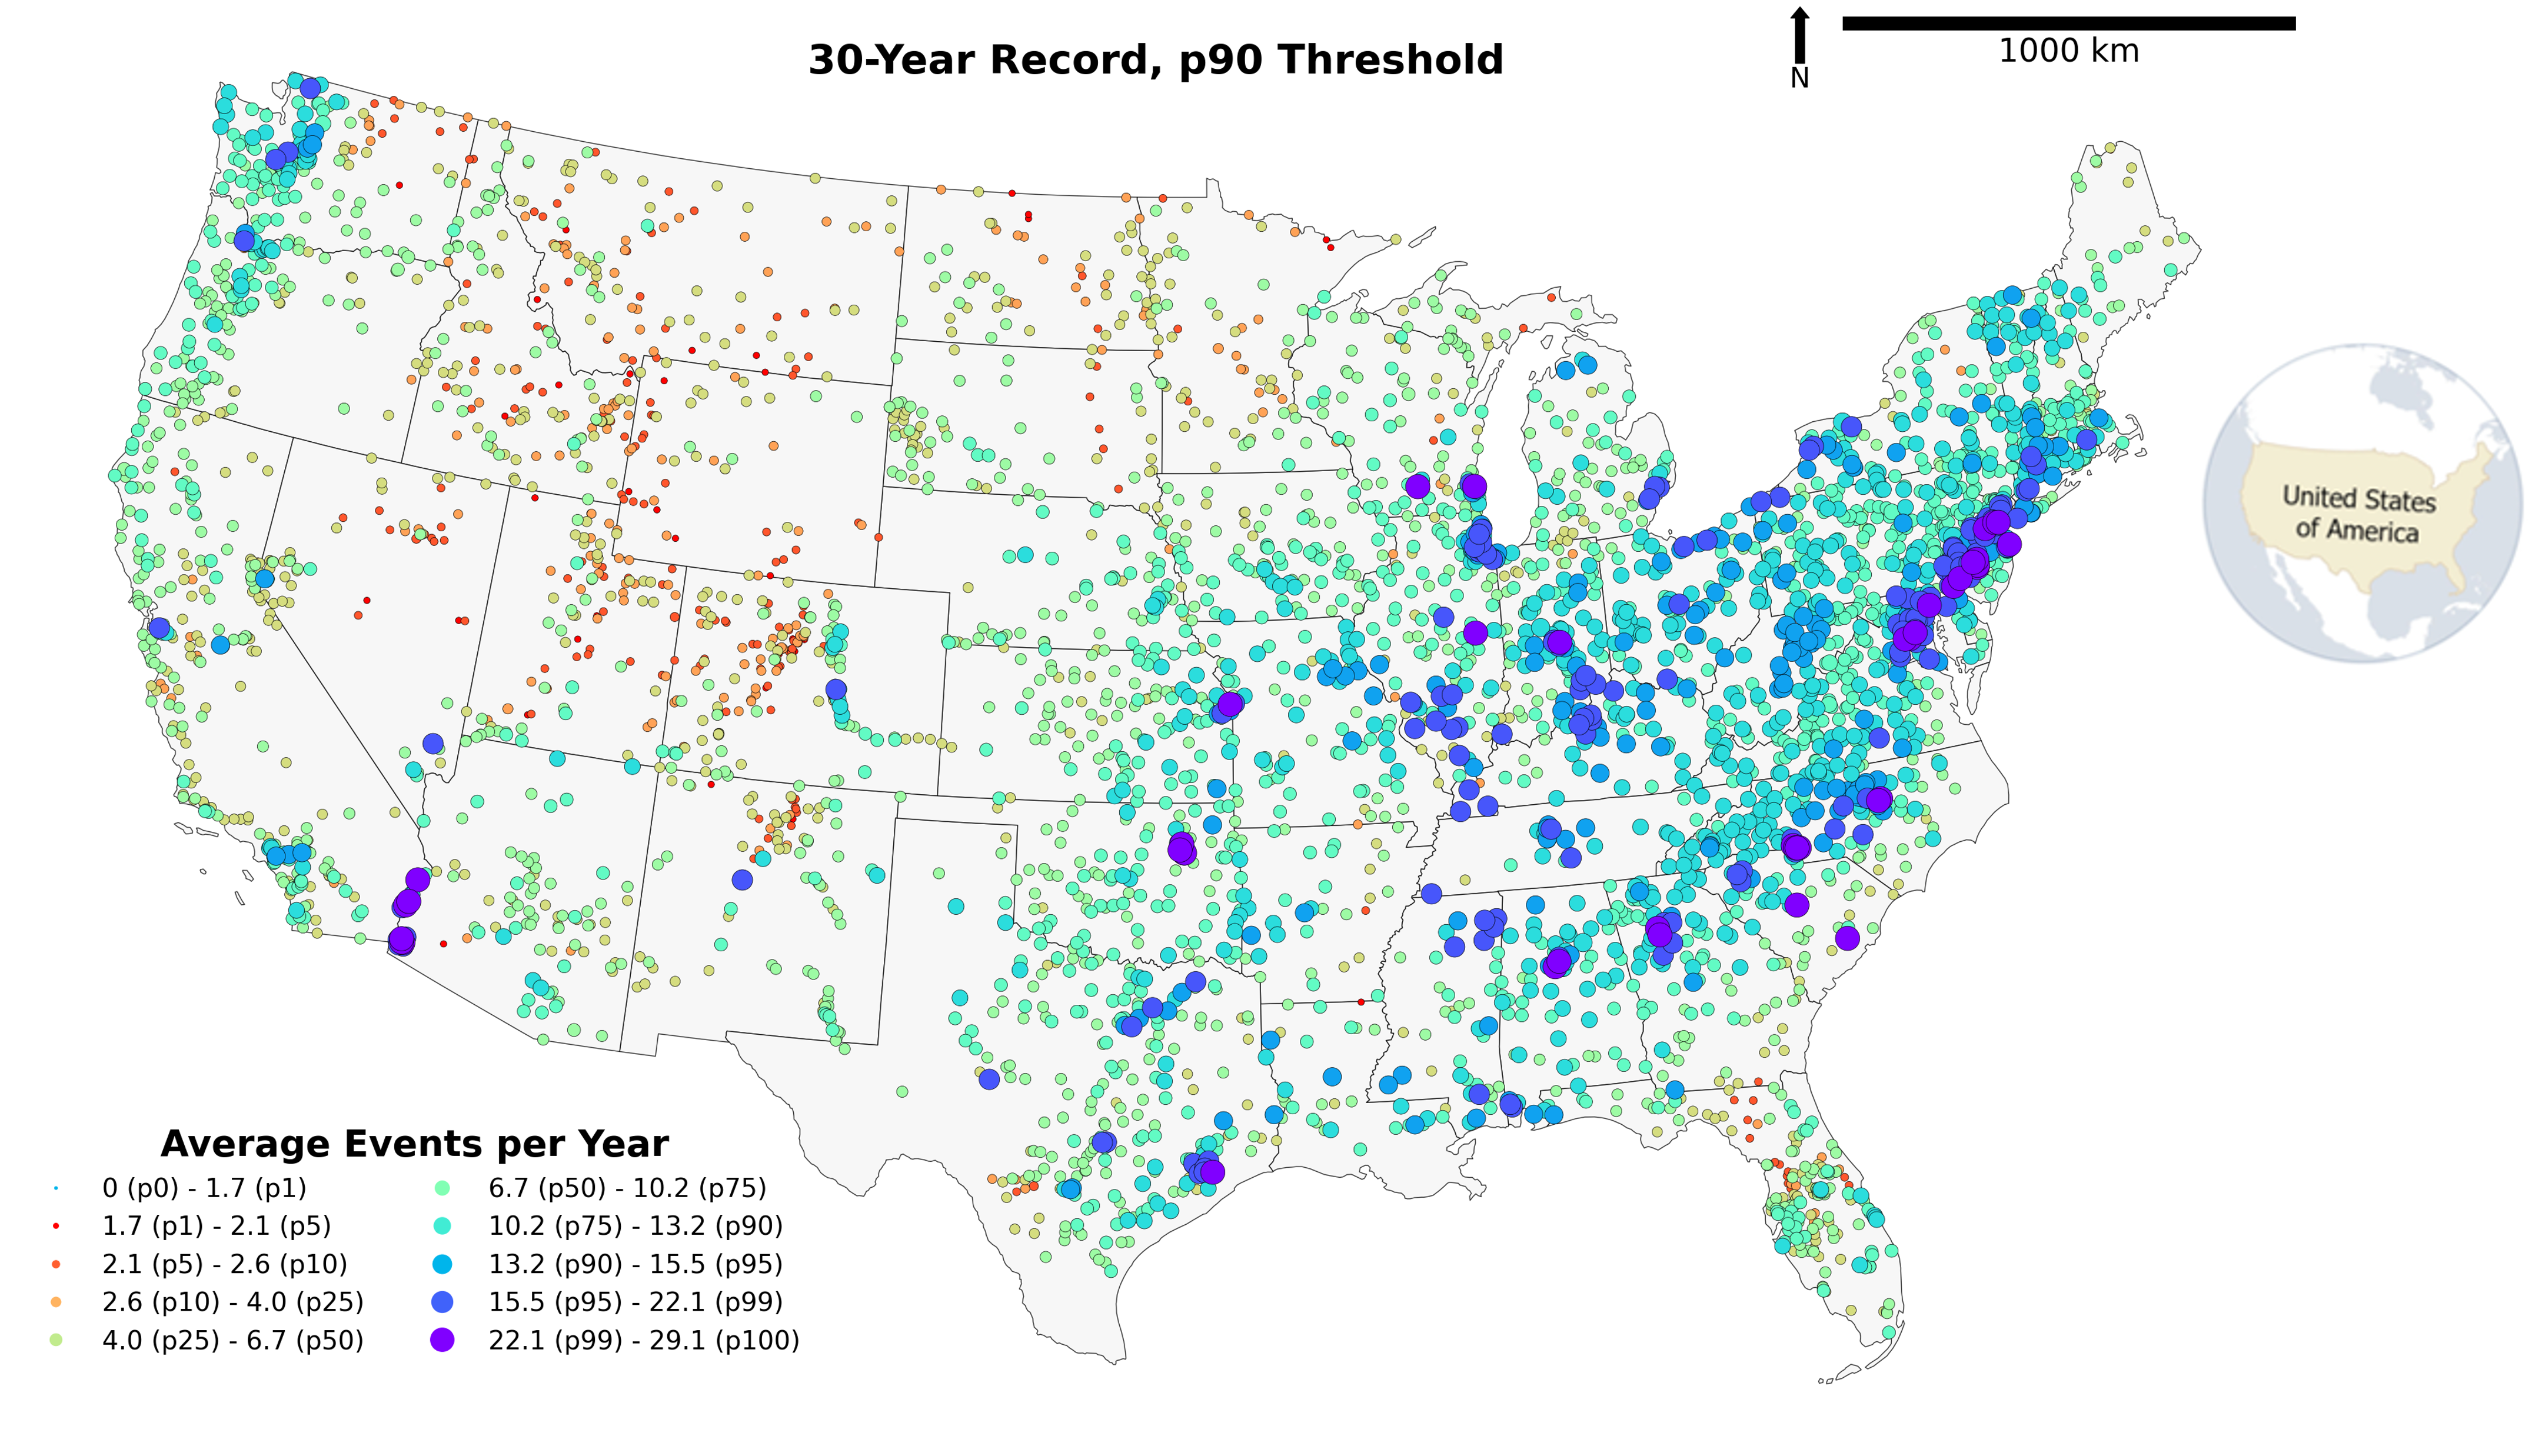 30-Year Record, p90 Threshold
N
1000 km
United States
of America
Average Events per Year
0 (p0) - 1.7 (p1)
1.7 (p1) - 2.1 (p5)
2.1 (p5) - 2.6 (p10)
2.6 (p10) - 4.0 (p25)
4.0 (p25) - 6.7 (p50)
6.7 (p50) - 10.2 (p75)
10.2 (p75) - 13.2 (p90)
13.2 (p90) - 15.5 (p95)
15.5 (p95) - 22.1 (p99)
22.1 (p99) - 29.1 (p100)